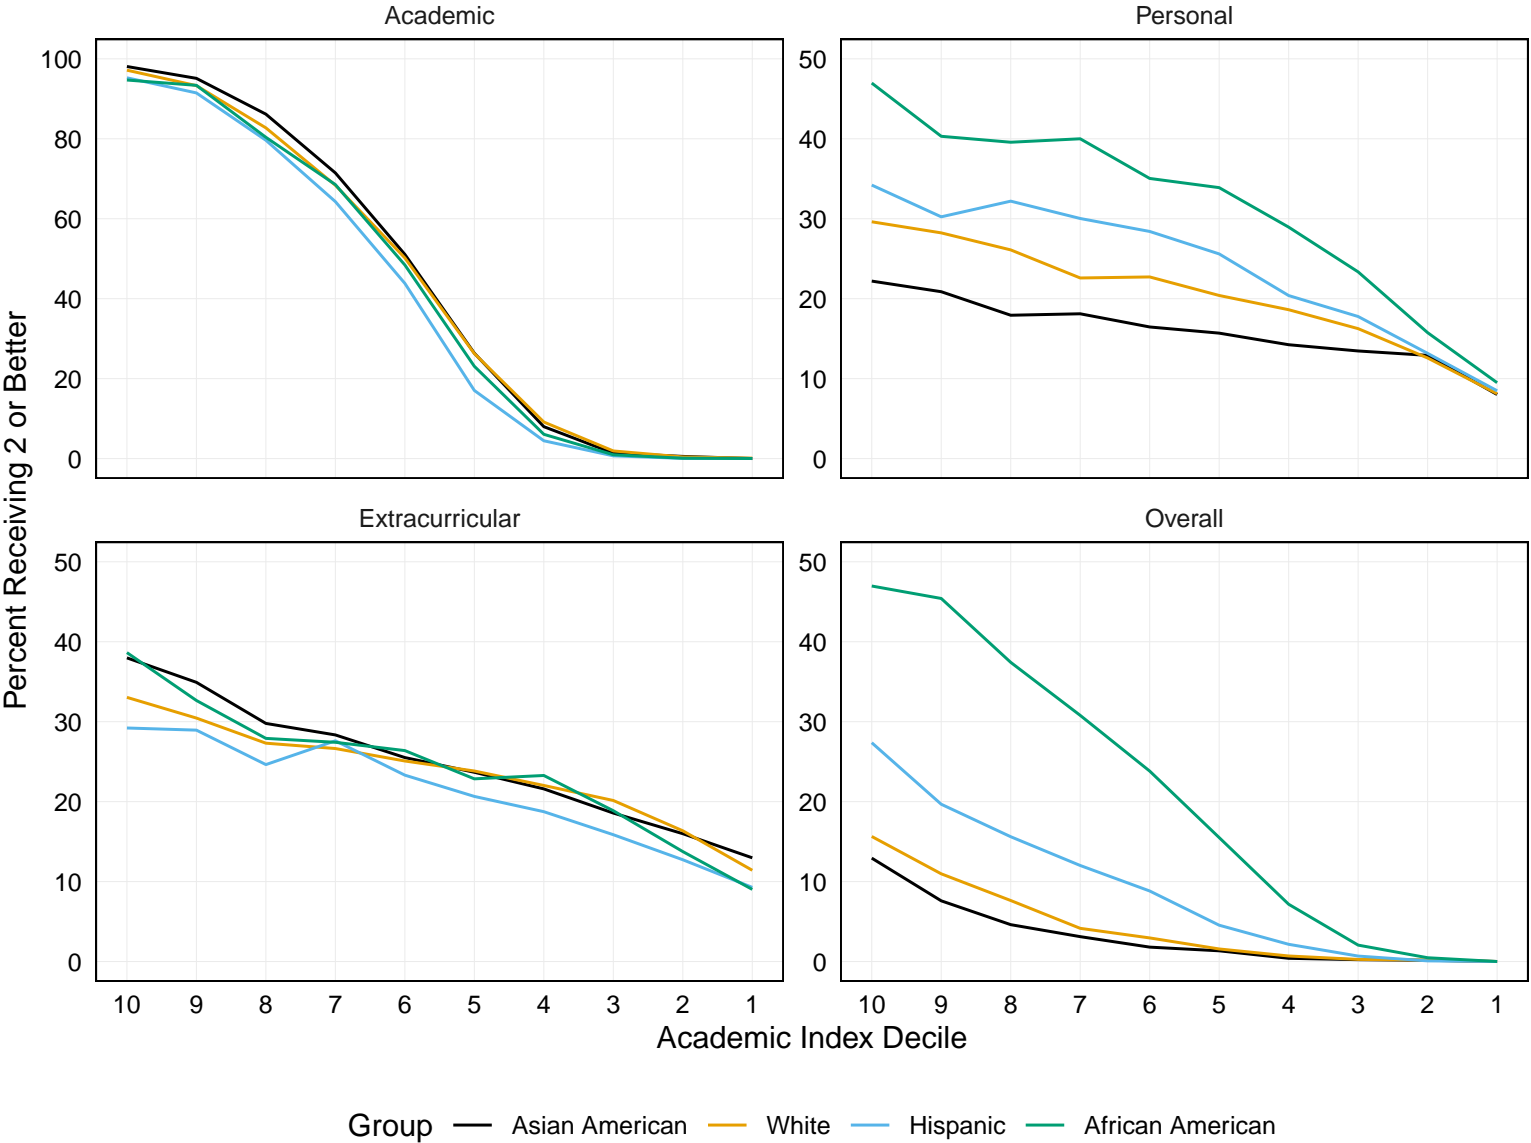 Academic
Personal
100
80
60
40
20
0
50
40
30
20
10
0
Percent Receiving 2 or Better
Extracurricular
Overall
50
40
30
20
10
0
50
40
30
20
10
0
10 9 8 7 6 5 4 3 2 1
10 9 8 7 6 5 4 3 2 1
Academic Index Decile
Group Asian American White Hispanic African American